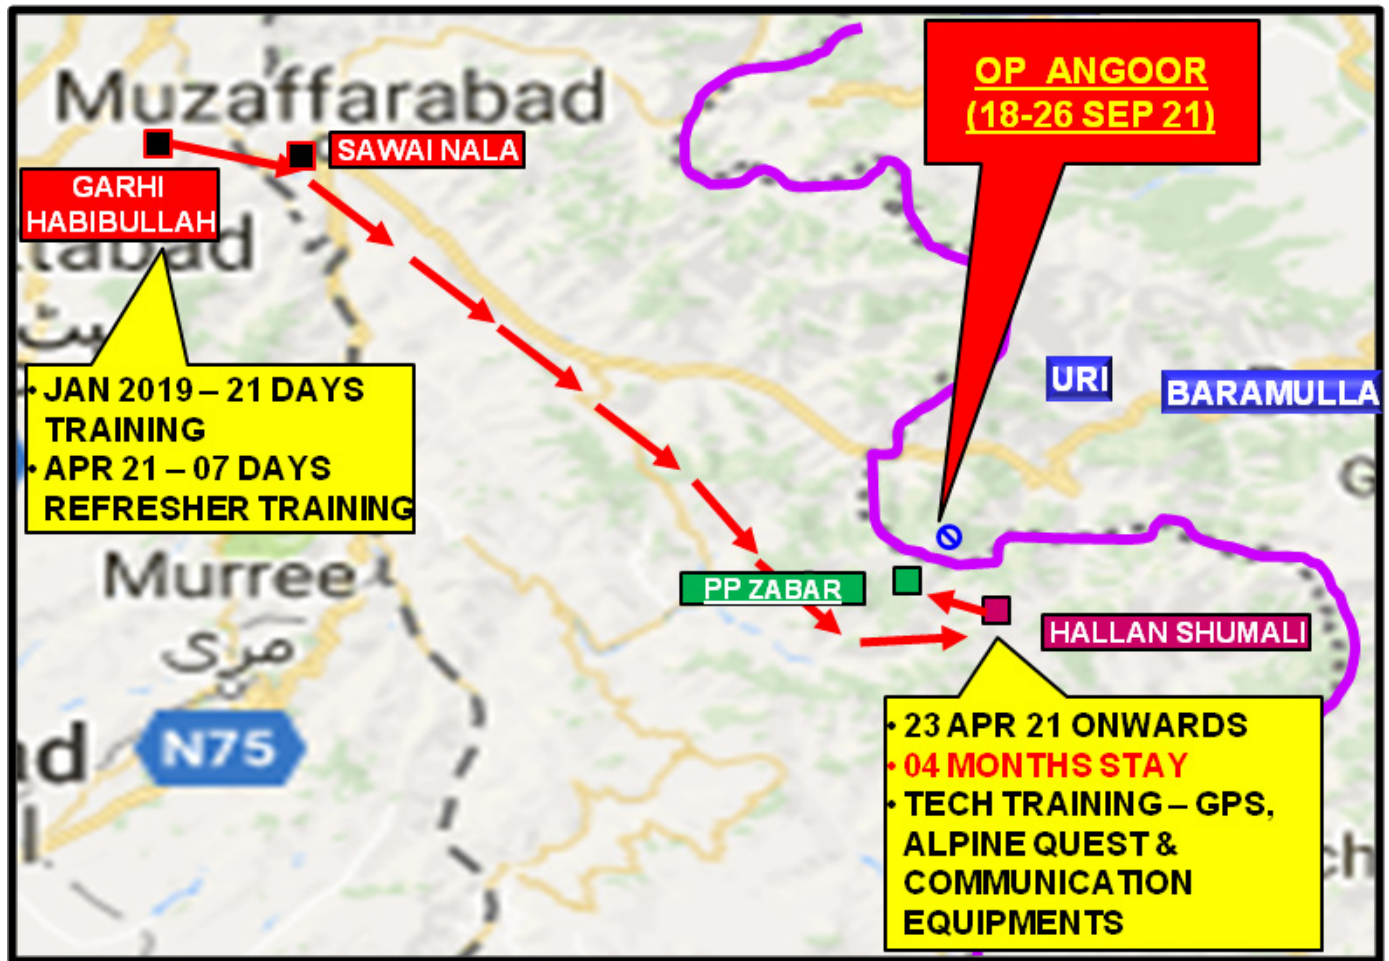 Muzaffarabad
OP ANGOOR
(18-26 SEP 21)
SAWAI NALA
GARHI
HABIBULLAH
URI
BARAMULLA
• JAN 2019 – 21 DAYS
TRAINING
• APR 21 – 07 DAYS
REFRESHER TRAINING
Murree
مری
PP ZABAR
HALLAN SHUMALI
N75
• 23 APR 21 ONWARDS
• 04 MONTHS STAY
• TECH TRAINING – GPS,
ALPINE QUEST &
COMMUNICATION
EQUIPMENTS